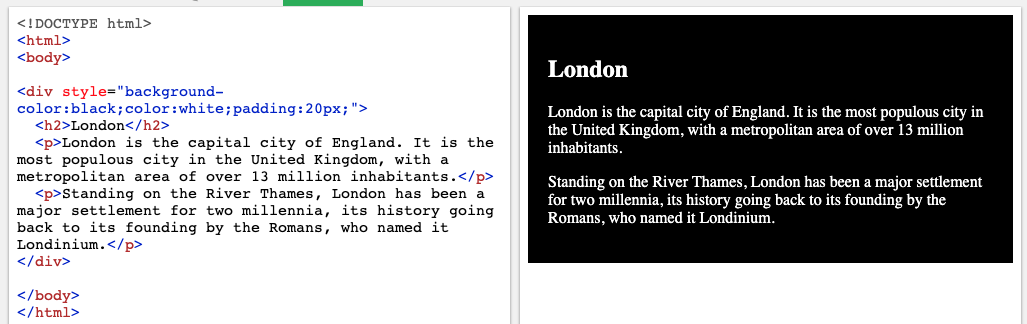 <!DOCTYPE html>
<html>
<body>
<div style="background-
color:black;color:white;padding:20px;">
<h2>London</h2>
<p>London is the capital city of England. It is the
most populous city in the United Kingdom, with a
metropolitan area of over 13 million inhabitants.</p>
<p>Standing on the River Thames, London has been a
major settlement for two millennia, its history going
back to its founding by the Romans, who named it
Londinium.</p>
</div>
</body>
</html>
London
London is the capital city of England. It is the most populous city in
the United Kingdom, with a metropolitan area of over 13 million
inhabitants.
Standing on the River Thames, London has been a major settlement
for two millennia, its history going back to its founding by the
Romans, who named it Londinium.